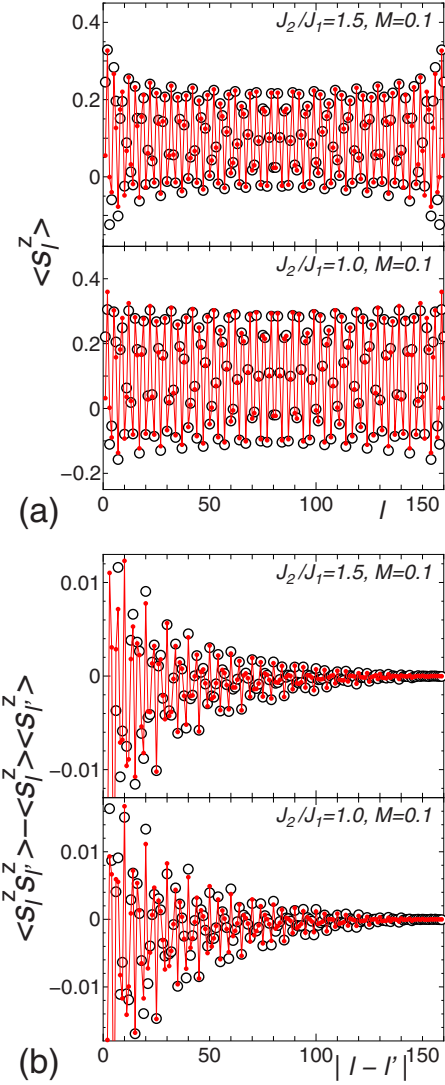 0.4
J₂/J₁=1.5, M=0.1
0.2
0
<s_l^z>
0.4
J₂/J₁=1.0, M=0.1
0.2
0
−0.2
0 50 100 150
l
(a)
0.01
J₂/J₁=1.5, M=0.1
0
−0.01
<s_l^z s_l'^z>−<s_l^z><s_l'^z>
J₂/J₁=1.0, M=0.1
0.01
0
−0.01
0 50 100 150
| l − l' |
(b)